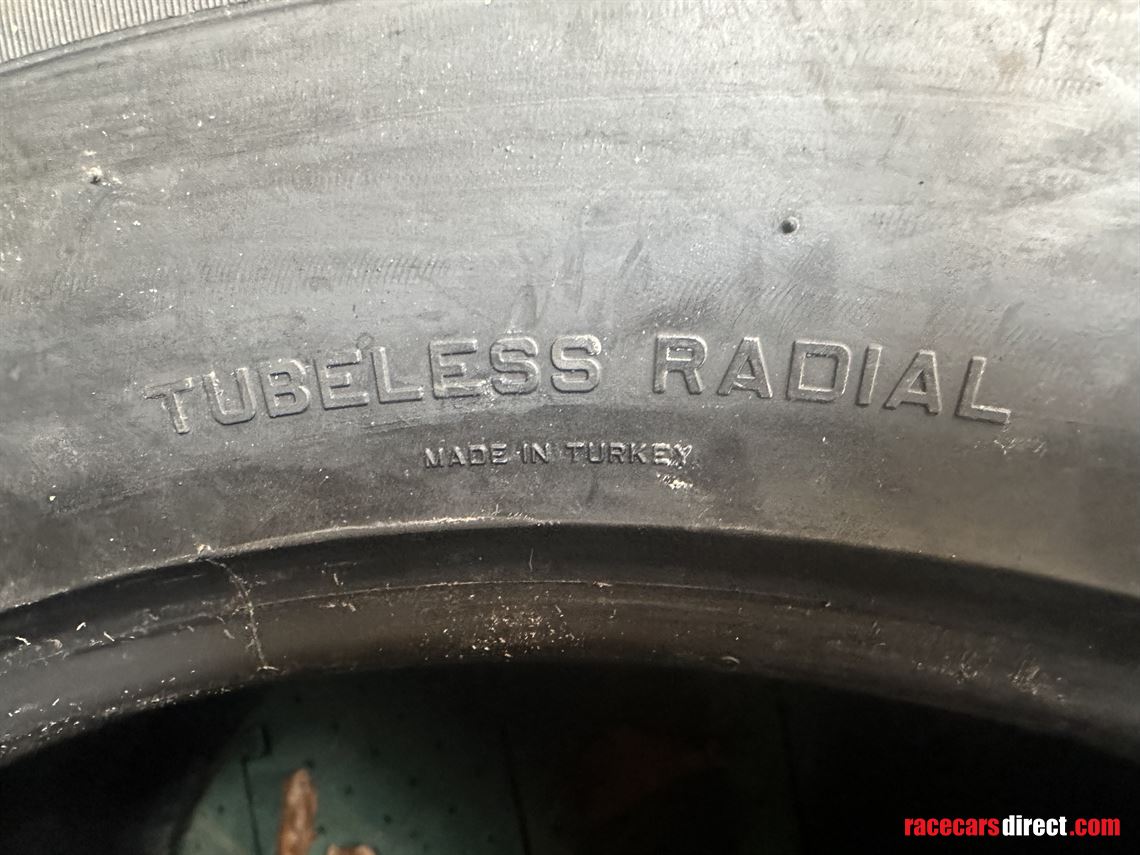 TUBELESS RADIAL
MADE IN TURKEY
racecarsdirect.com